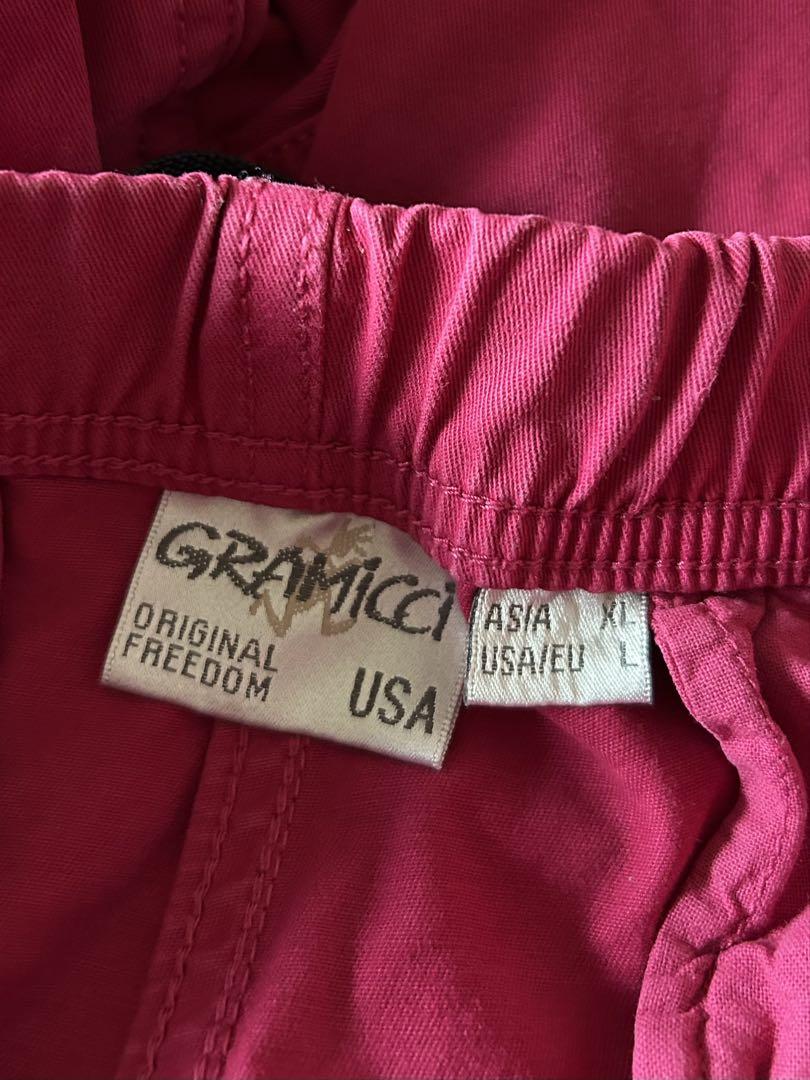 GRAMiCCi
ORIGINAL
FREEDOM
USA
ASIA XL
USA/EU L